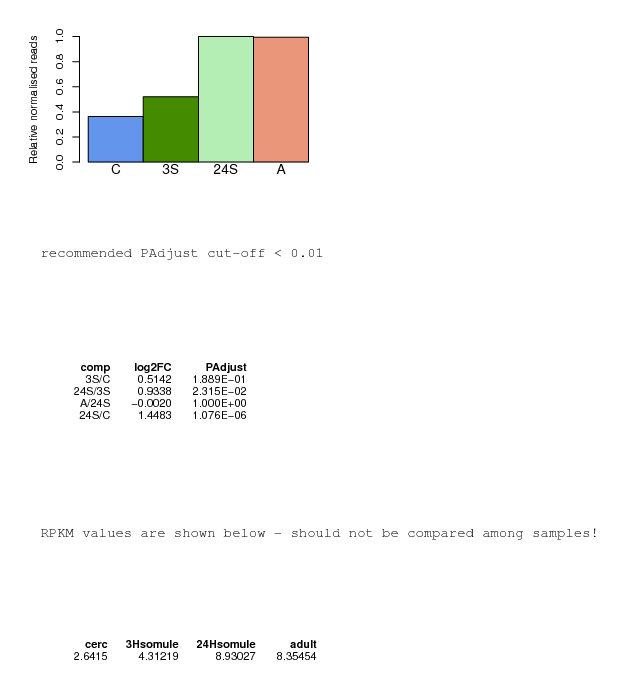 Relative normalised reads
1.0
0.8
0.6
0.4
0.2
0.0
C 3S 24S A
recommended PAdjust cut-off < 0.01
comp log2FC PAdjust
3S/C 0.5142 1.889E−01
24S/3S 0.9338 2.315E−02
A/24S −0.0020 1.000E+00
24S/C 1.4483 1.076E−06
RPKM values are shown below - should not be compared among samples!
cerc 3Hsomule 24Hsomule adult
2.6415 4.31219 8.93027 8.35454